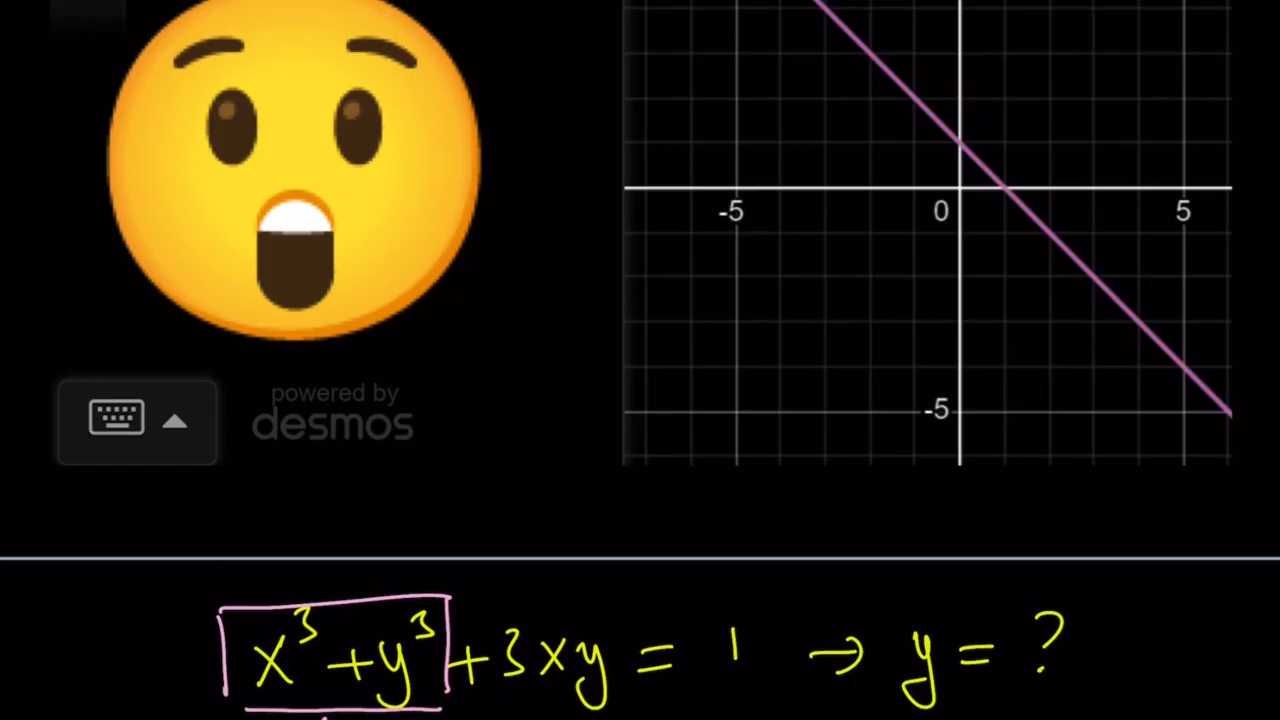 -5 0 5
-5
powered by
desmos
x³ + y³ + 3xy = 1 → y = ?